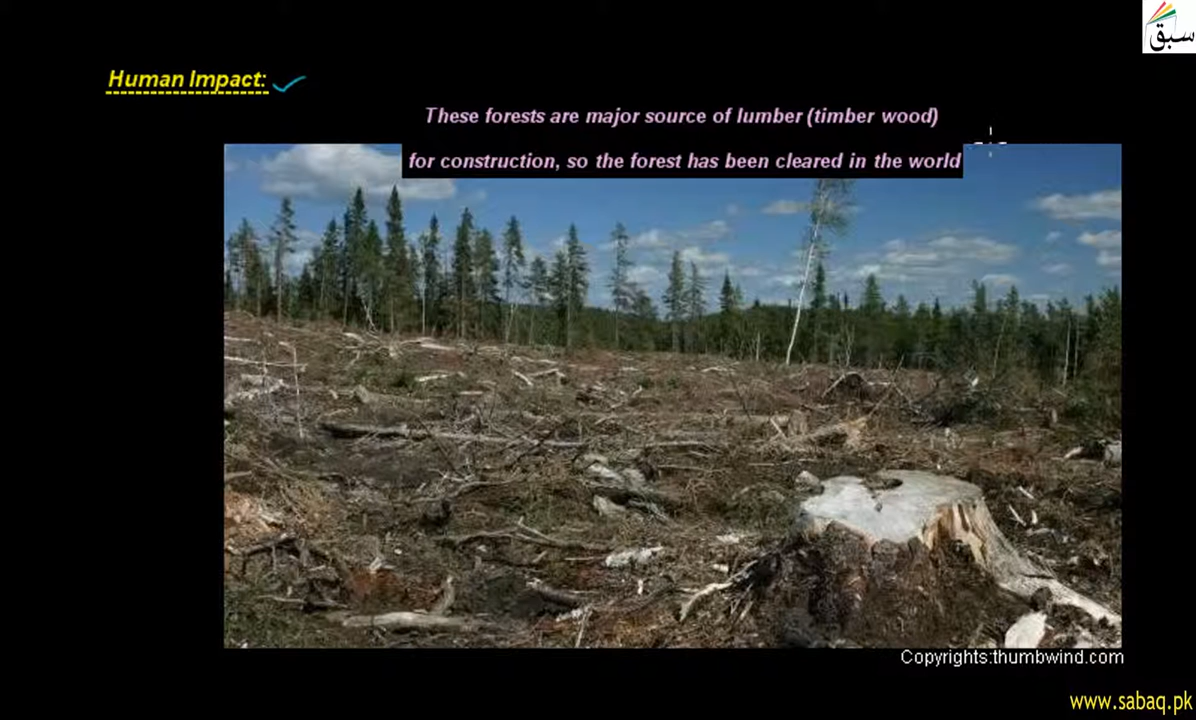 سبق
Human Impact:
These forests are major source of lumber (timber wood)
for construction, so the forest has been cleared in the world
Copyrights:thumbwind.com
www.sabaq.pk